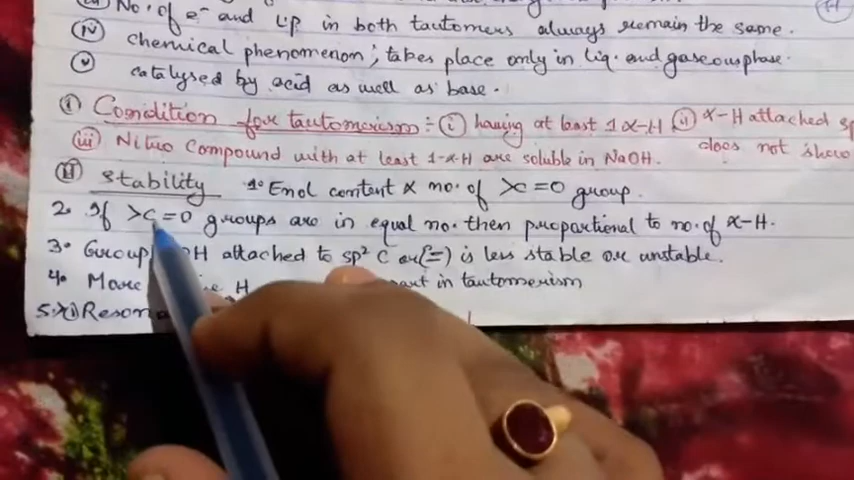 No. of e⁻ and l.p in both tautomers always remain the same.
(iv) chemical phenomenon; takes place only in liq. and gaseous phase.
(v) catalysed by acid as well as base.
(I) Condition for tautomerism :- (i) having at least 1 α-H (ii) α-H attached sp
does not show
(iii) Nitro Compound with at least 1-α-H are soluble in NaOH.
(II) Stability 1. Enol content ∝ no. of >C=O group.
2. If >C=O groups are in equal no. then proportional to no. of α-H.
3. Group OH attached to sp² C or (=) is less stable or unstable.
4. More H in tautomerism
5. (i) Reson